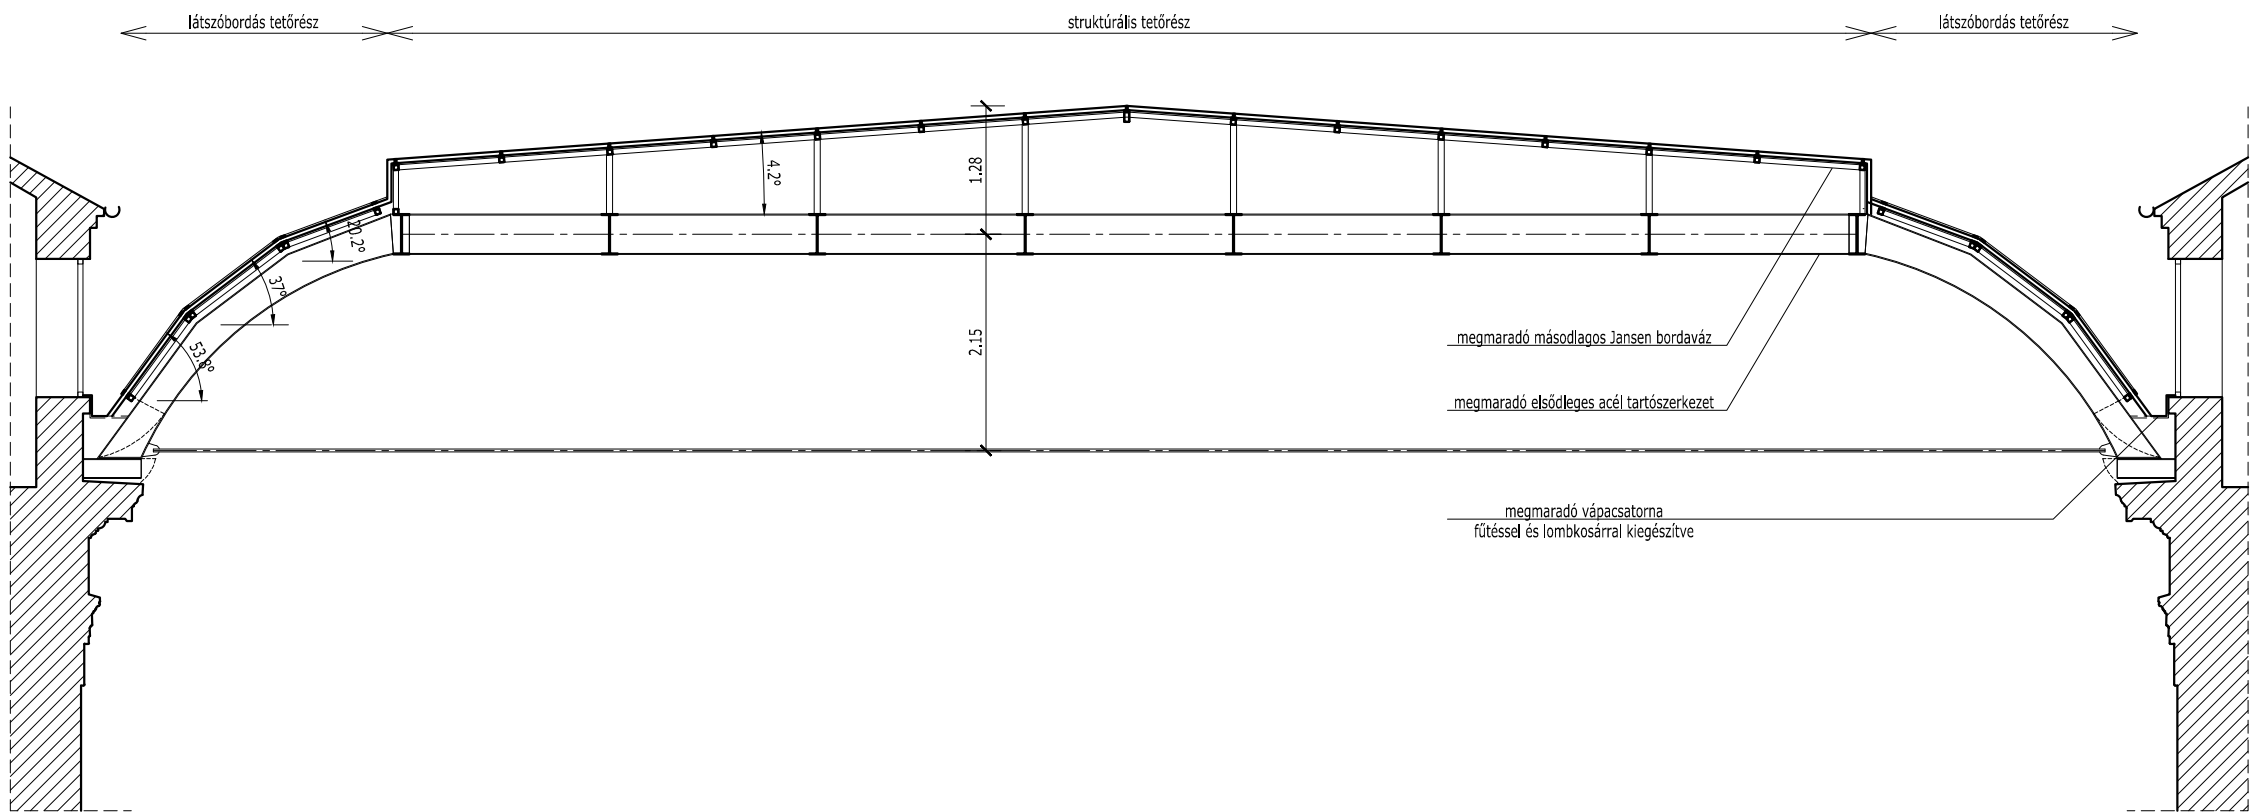 látszóbordás tetőrész
struktúrális tetőrész
látszóbordás tetőrész
1.28
4.2°
20.2°
37°
53.8°
2.15
megmaradó másodlagos Jansen bordaváz
megmaradó elsődleges acél tartószerkezet
megmaradó vápacsatorna
fűtéssel és lombkosárral kiegészítve